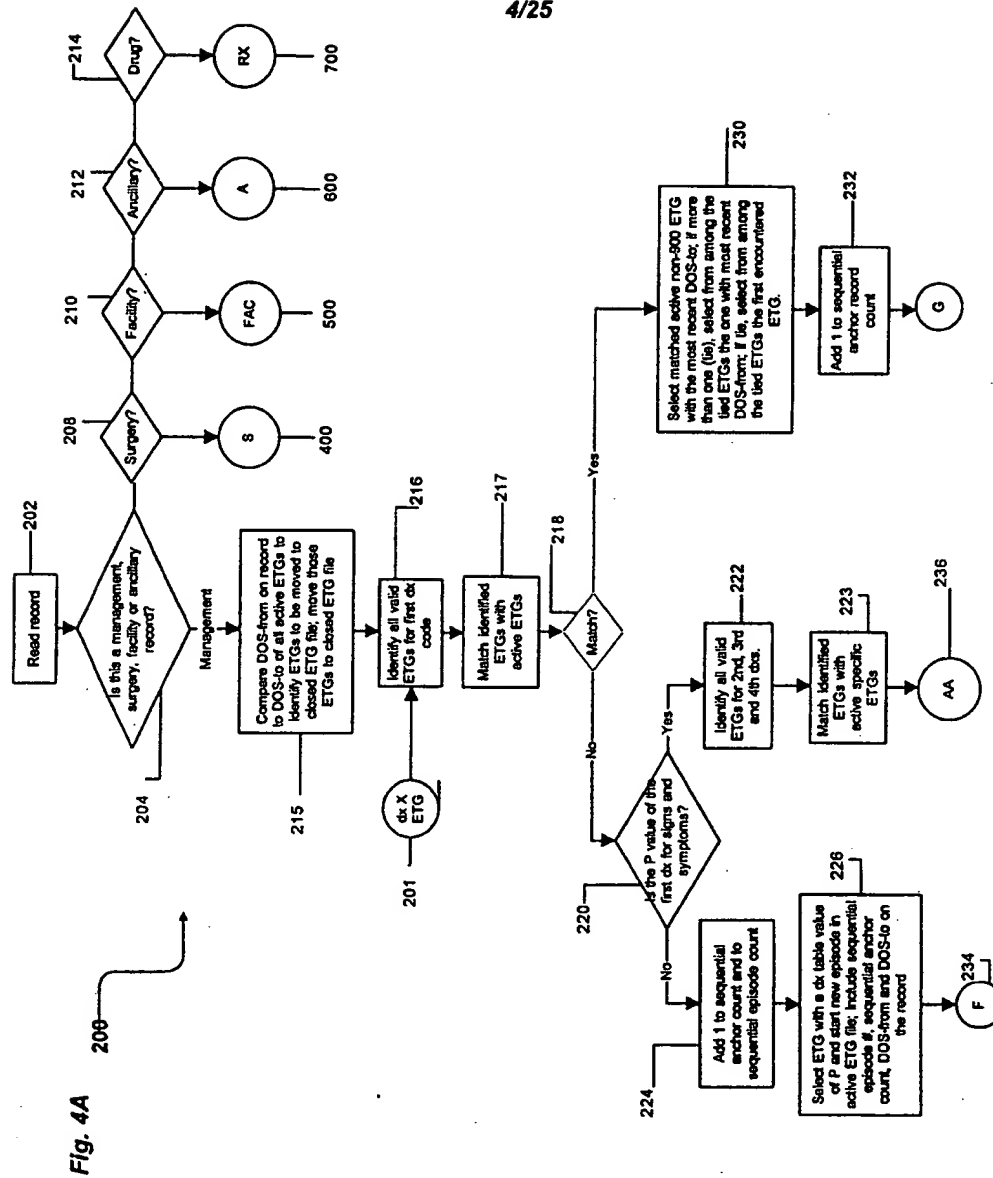 4/25
Fig. 4A
200
Read record
202
Is this a management,
surgery, facility or ancillary
record?
204
Surgery?
208
S
400
Facility?
210
FAC
500
Ancillary?
212
A
600
Drug?
214
RX
700
Management
Compare DOS-from on record
to DOS-to of all active ETGs to
identify ETGs to be moved to
closed ETG file; move those
ETGs to closed ETG file
215
dx X
ETG
201
Identify all valid
ETGs for first dx
code
216
Match identified
ETGs with
active ETGs
217
Match?
218
No
Yes
Is the P value of the
first dx for signs and
symptoms?
220
No
Yes
Add 1 to sequential
anchor count and to
sequential episode count
224
Select ETG with a dx table value
of P and start new episode in
active ETG file; include sequential
episode #, sequential anchor
count, DOS-from and DOS-to on
the record
226
F
234
Identify all valid
ETGs for 2nd, 3rd
and 4th dxs.
222
Match identified
ETGs with
active specific
ETGs
223
AA
236
Select matched active non-900 ETG
with the most recent DOS-to; if more
than one (tie), select from among the
tied ETGs the one with most recent
DOS-from; if tie, select from among
the tied ETGs the first encountered
ETG.
230
Add 1 to sequential
anchor record
count
232
G